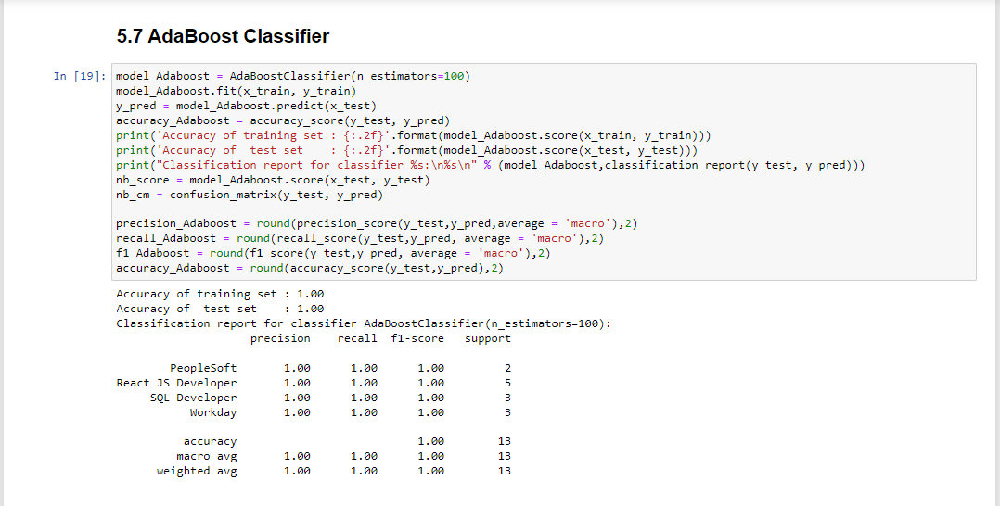 5.7 AdaBoost Classifier
In [19]: model_Adaboost = AdaBoostClassifier(n_estimators=100)
model_Adaboost.fit(x_train, y_train)
y_pred = model_Adaboost.predict(x_test)
accuracy_Adaboost = accuracy_score(y_test, y_pred)
print('Accuracy of training set : {:.2f}'.format(model_Adaboost.score(x_train, y_train)))
print('Accuracy of  test set    : {:.2f}'.format(model_Adaboost.score(x_test, y_test)))
print("Classification report for classifier %s:\n%s\n" % (model_Adaboost,classification_report(y_test, y_pred)))
nb_score = model_Adaboost.score(x_test, y_test)
nb_cm = confusion_matrix(y_test, y_pred)
precision_Adaboost = round(precision_score(y_test,y_pred,average = 'macro'),2)
recall_Adaboost = round(recall_score(y_test,y_pred, average = 'macro'),2)
f1_Adaboost = round(f1_score(y_test,y_pred, average = 'macro'),2)
accuracy_Adaboost = round(accuracy_score(y_test,y_pred),2)
Accuracy of training set : 1.00
Accuracy of  test set    : 1.00
Classification report for classifier AdaBoostClassifier(n_estimators=100):
precision    recall  f1-score   support
PeopleSoft       1.00      1.00      1.00         2
React JS Developer       1.00      1.00      1.00         5
SQL Developer       1.00      1.00      1.00         3
Workday       1.00      1.00      1.00         3
accuracy                           1.00        13
macro avg       1.00      1.00      1.00        13
weighted avg       1.00      1.00      1.00        13